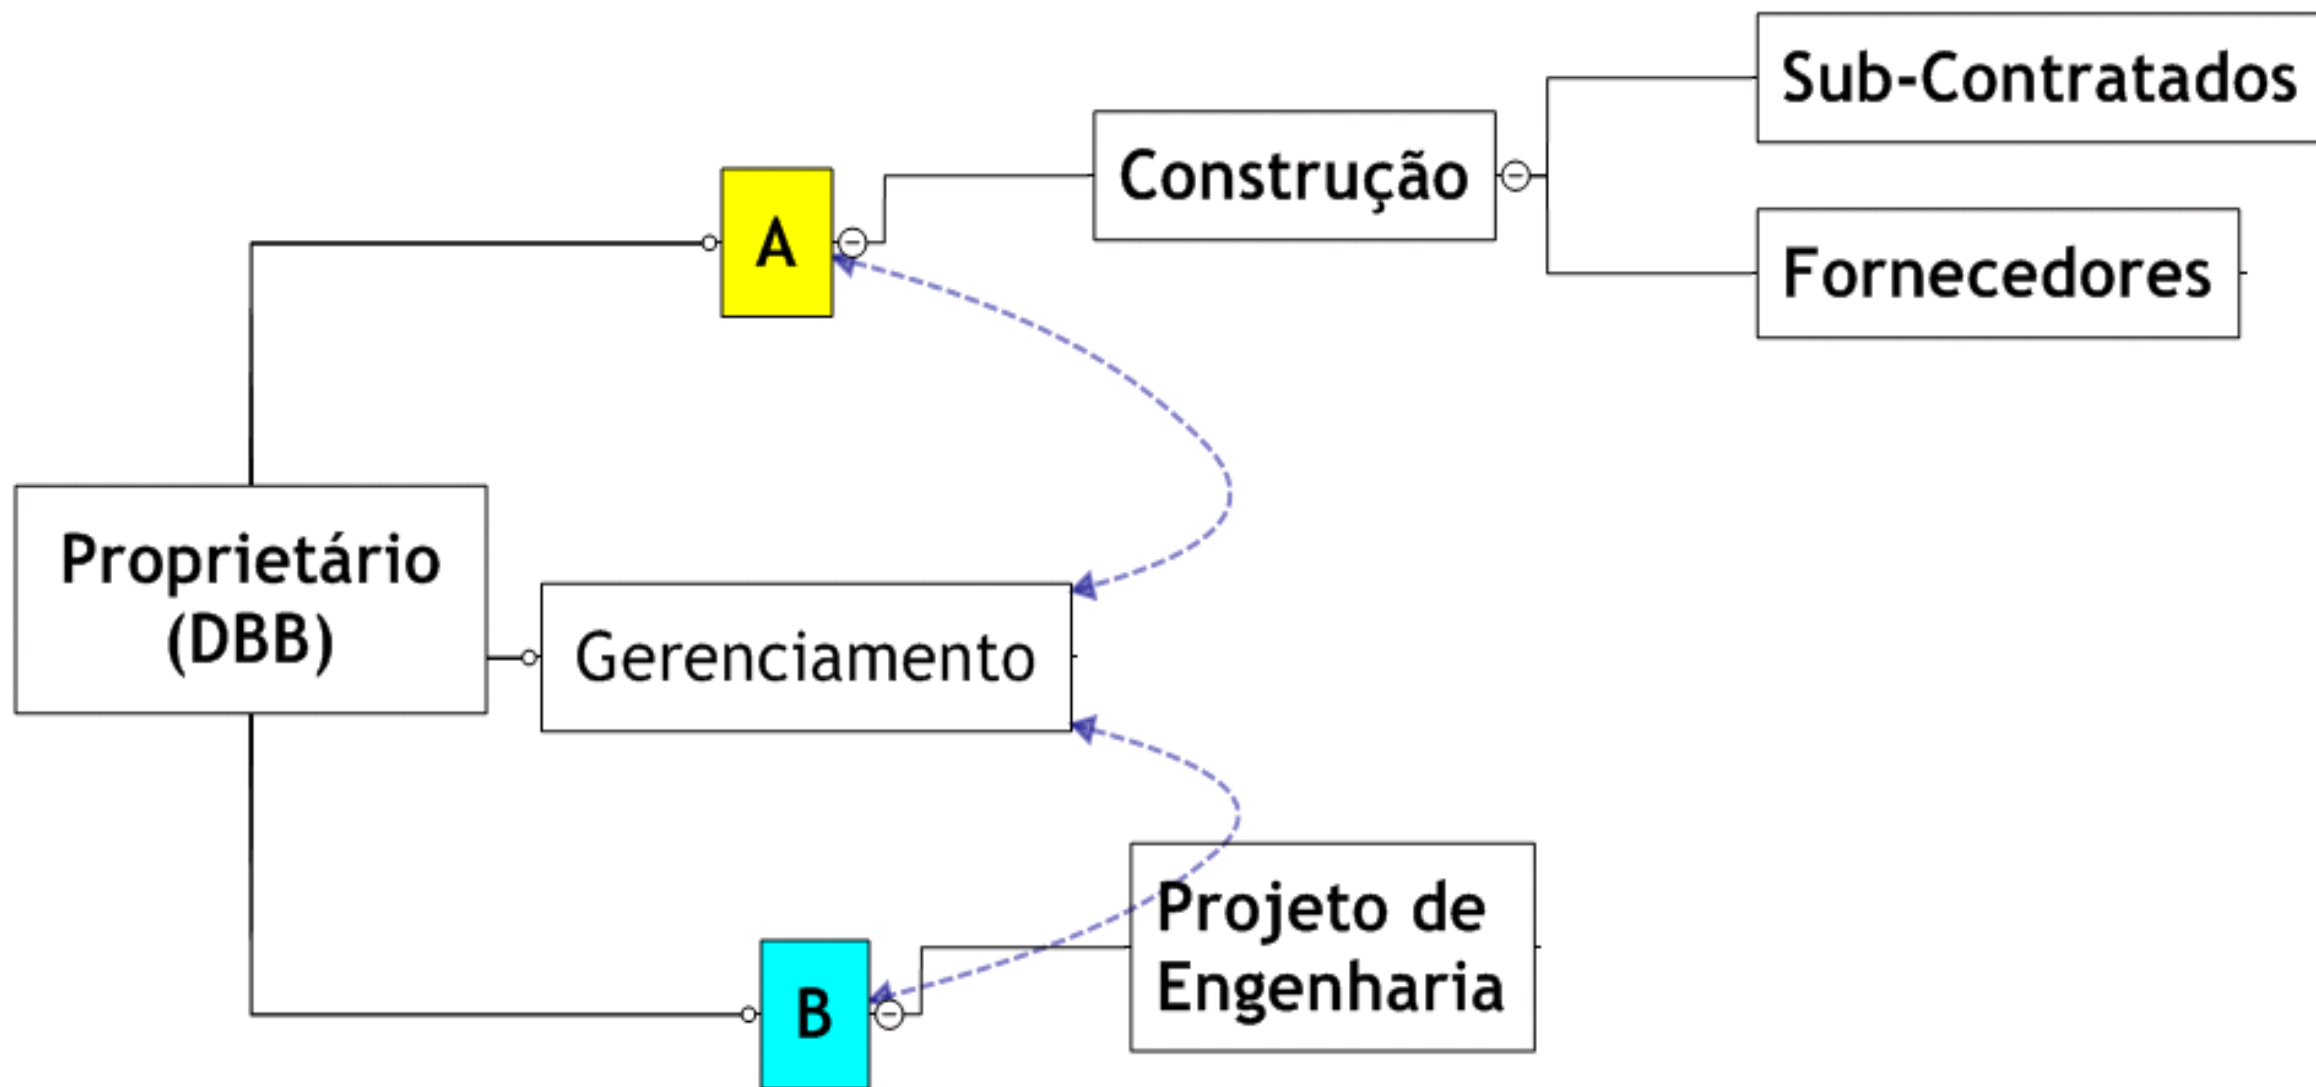 Sub-Contratados
Construção
A
Fornecedores
Proprietário
(DBB)
Gerenciamento
Projeto de
Engenharia
B